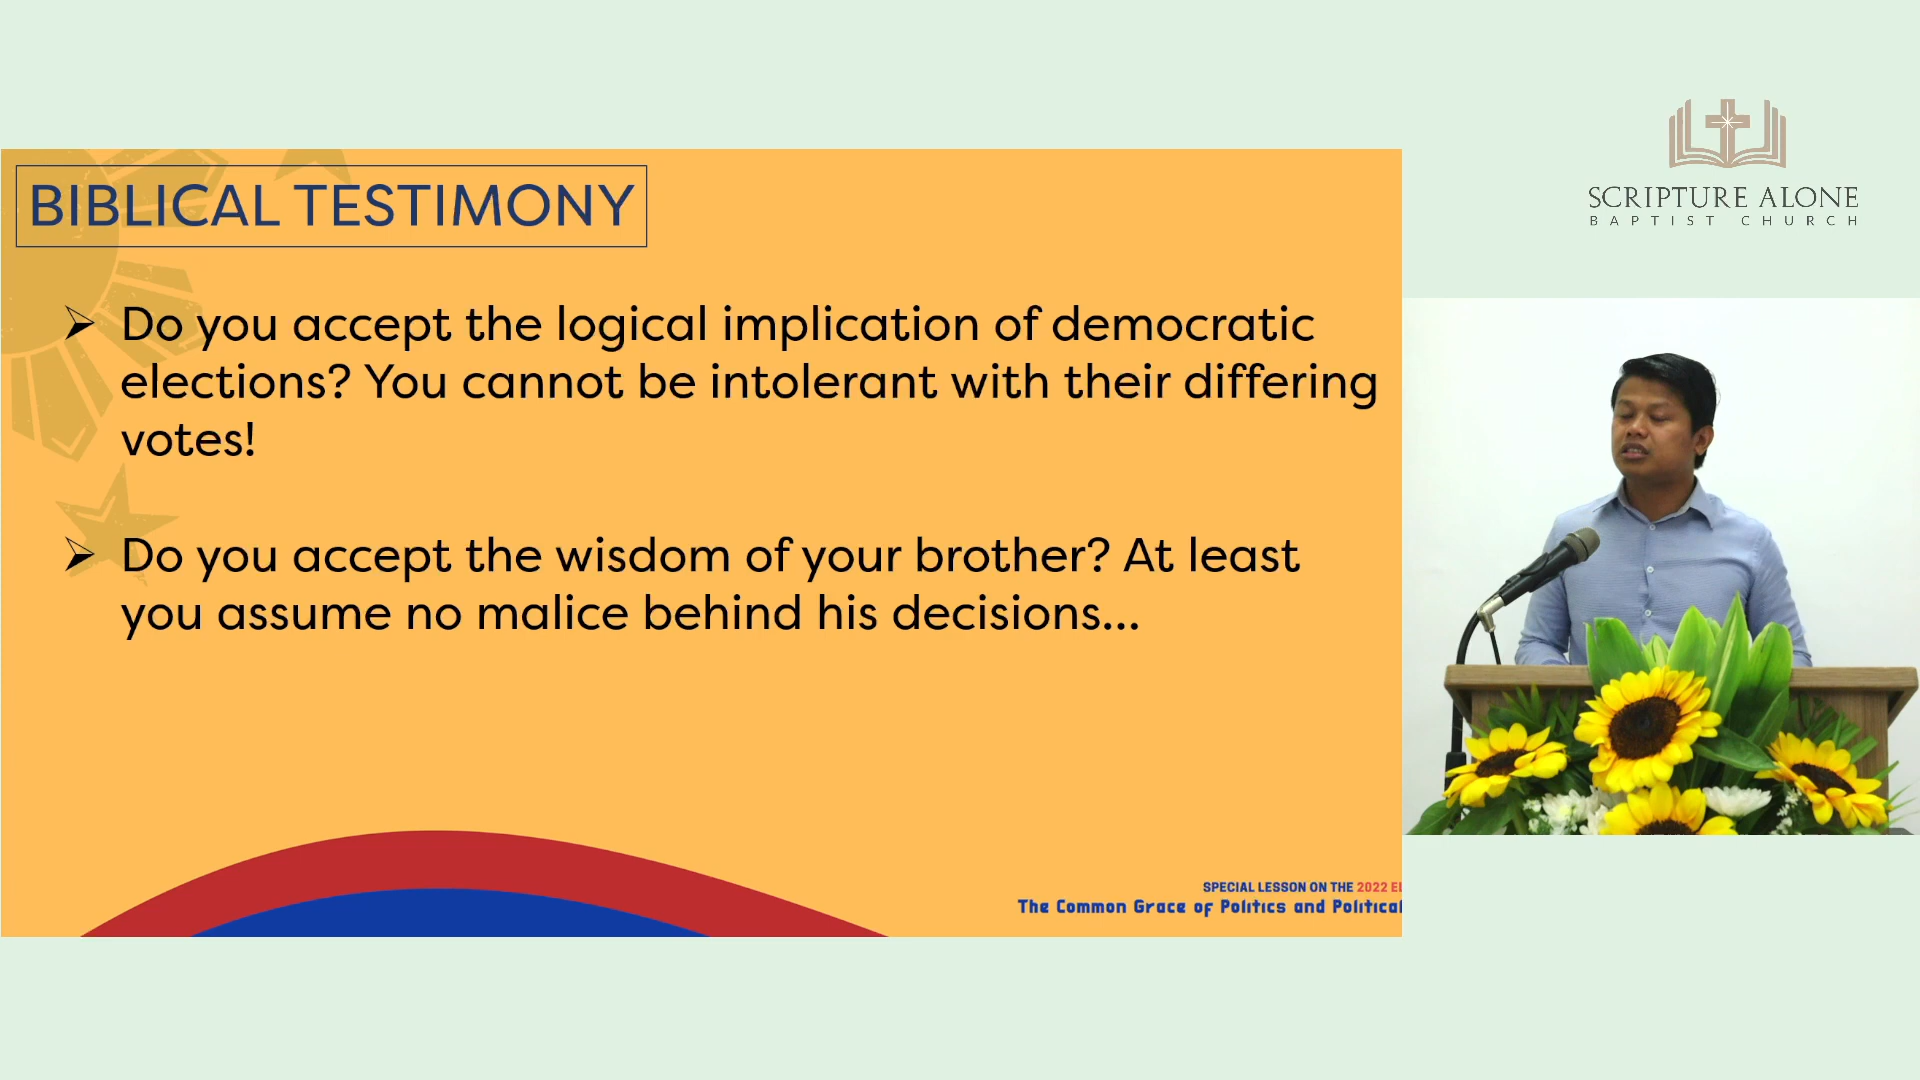 BIBLICAL TESTIMONY
➢ Do you accept the logical implication of democratic
elections? You cannot be intolerant with their differing
votes!
➢ Do you accept the wisdom of your brother? At least
you assume no malice behind his decisions...
SPECIAL LESSON ON THE 2022 EL
The Common Grace of Politics and Political
SCRIPTURE ALONE
BAPTIST CHURCH